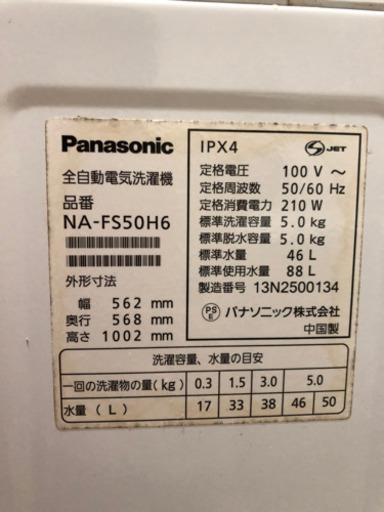 Panasonic
全自動電気洗濯機
品番
NA-FS50H6
外形寸法
幅 562 mm
奥行 568 mm
高さ 1002 mm
IPX4
S JET
定格電圧 100 V ～
定格周波数 50/60 Hz
定格消費電力 210 W
標準洗濯容量 5.0 kg
標準脱水容量 5.0 kg
標準水量 46 L
標準使用水量 88 L
製造番号 13N2500134
PS E パナソニック株式会社
中国製
洗濯容量、水量の目安
一回の洗濯物の量(kg) 0.3 1.5 3.0 5.0
水量(L) 17 33 38 46 50